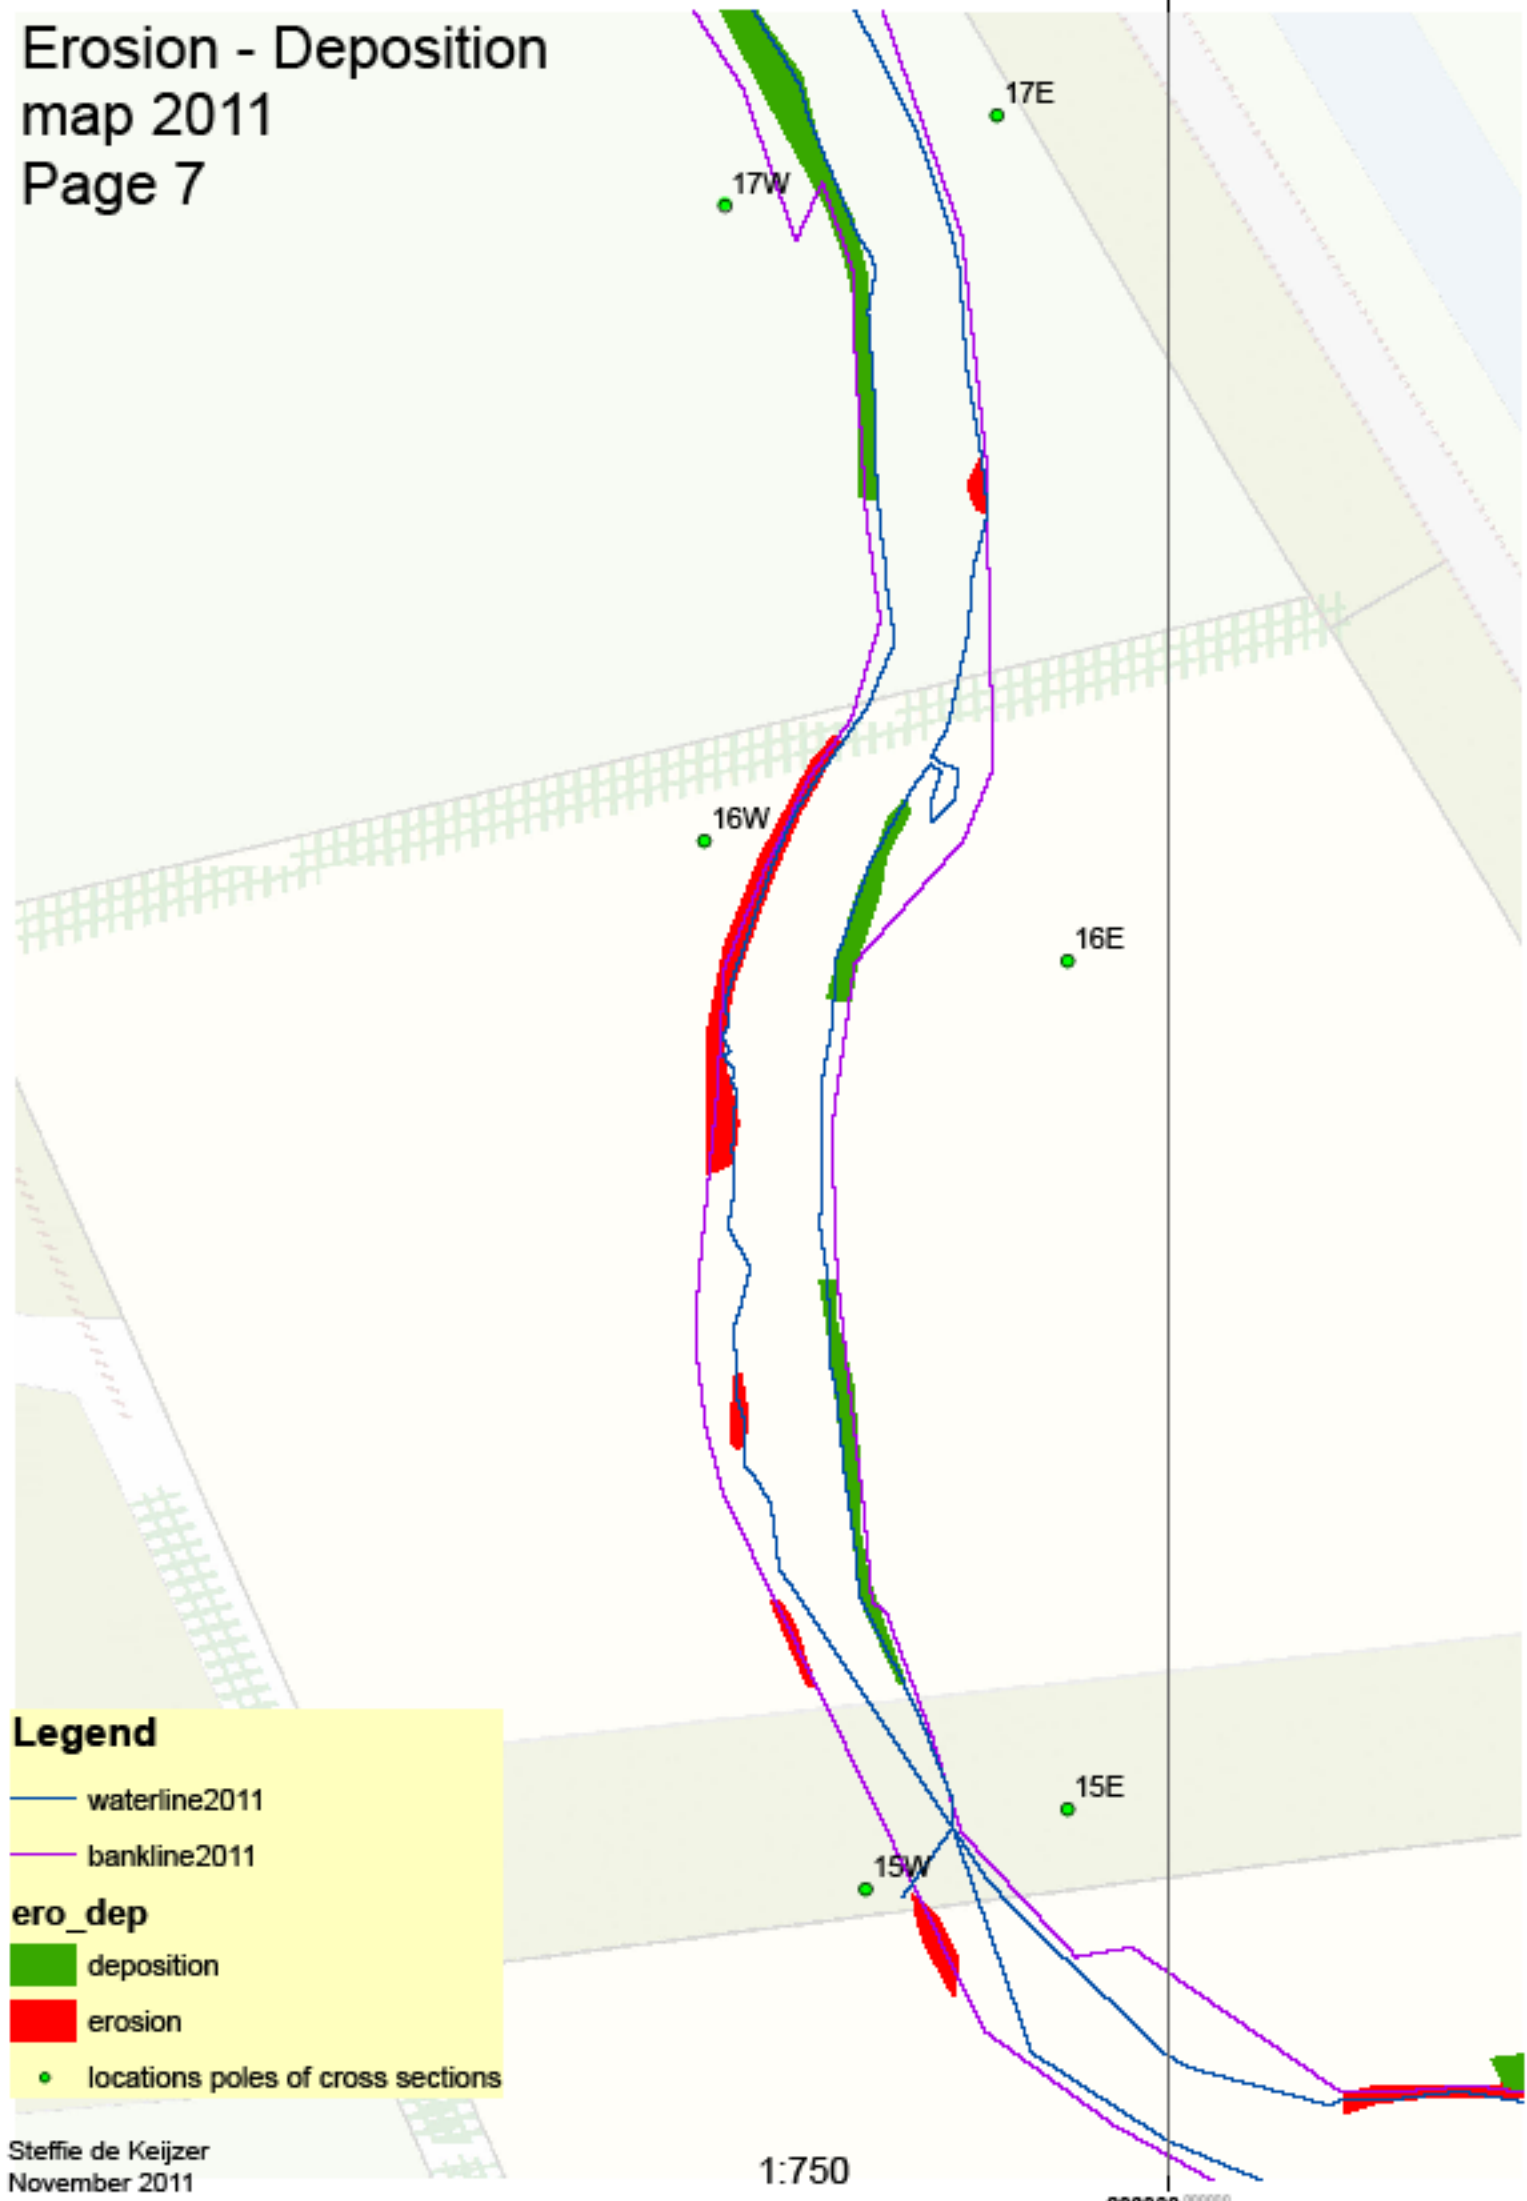 Erosion - Deposition
map 2011
Page 7
17E
17W
16W
16E
15E
15W
Legend
waterline2011
bankline2011
ero_dep
deposition
erosion
locations poles of cross sections
Steffie de Keijzer
November 2011
1:750